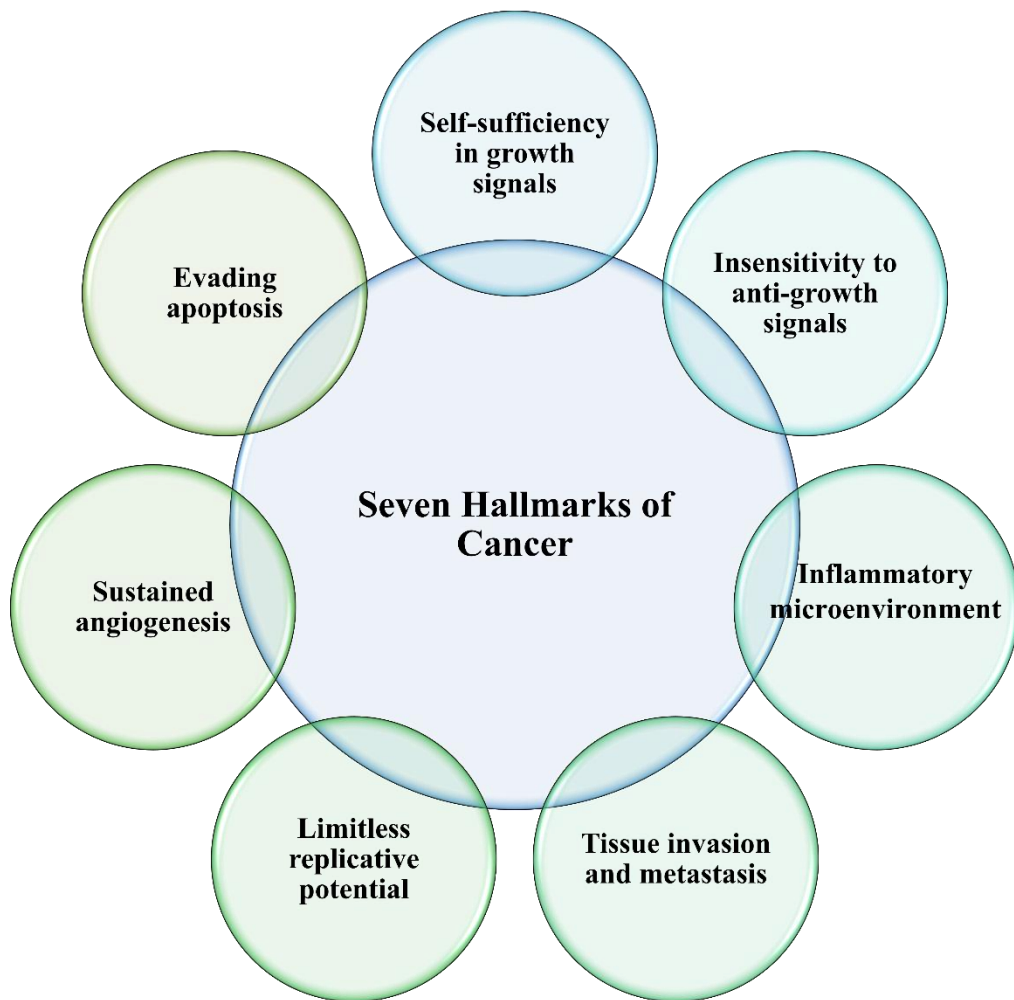 Self-sufficiency
in growth
signals
Insensitivity to
anti-growth
signals
Inflammatory
microenvironment
Tissue invasion
and metastasis
Limitless
replicative
potential
Sustained
angiogenesis
Evading
apoptosis
Seven Hallmarks of
Cancer